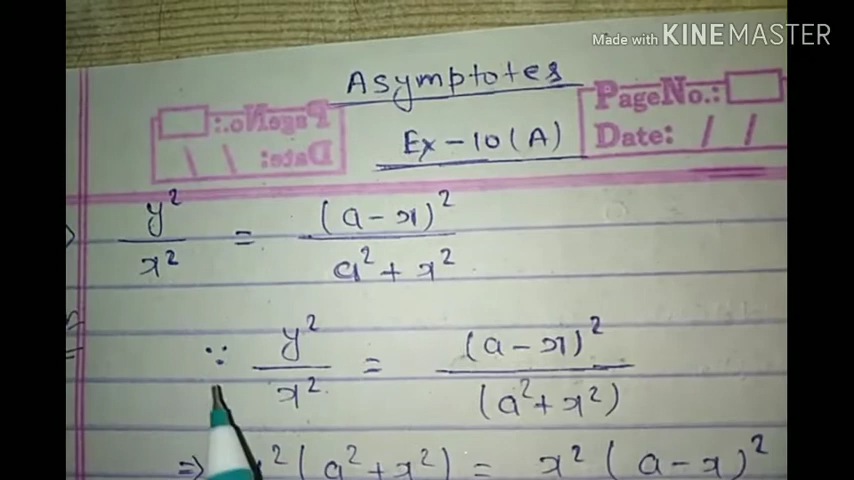 Made with KINEMASTER
Asymptotes
PageNo.:
Ex-10(A)
Date: / /
y²/x² = (a-x)²/a²+x²
∵ y²/x² = (a-x)²/(a²+x²)
⇒ ²(a²+x²) = x²(a-x)²